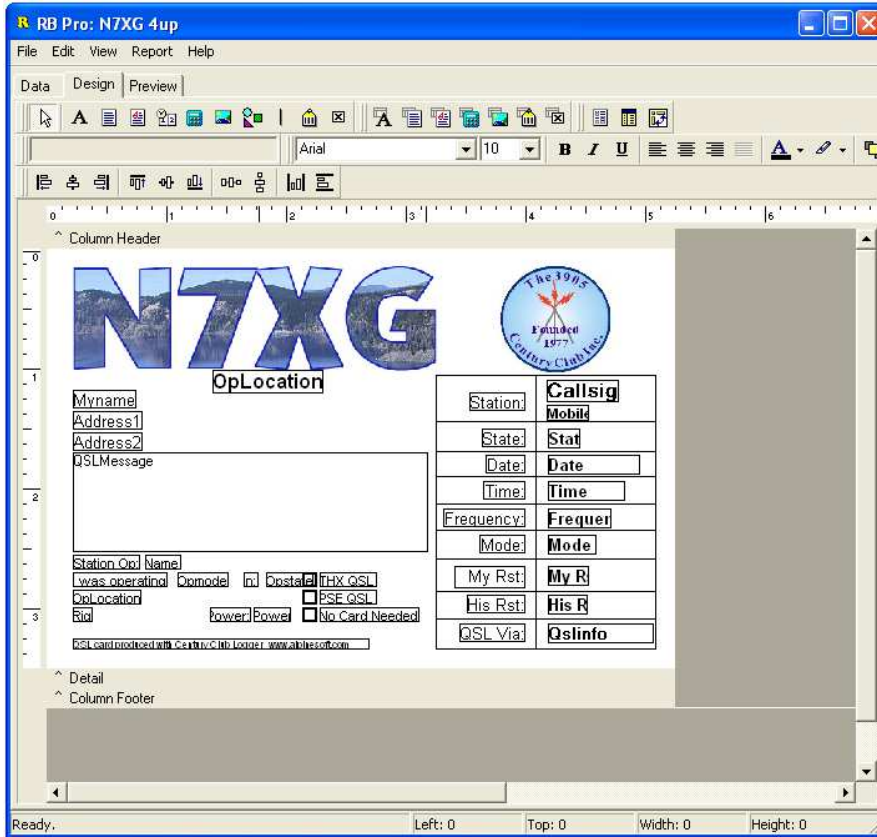 RB Pro: N7XG 4up
File Edit View Report Help
Data Design Preview
Arial 10 B I U A
0 1 2 3 4 5 6
^ Column Header
0
1
2
3
N7XG
The 3905
Founded
1977
Century Club Inc.
OpLocation
Myname
Address1
Address2
QSLMessage
Station Op: Name
was operating Opmode In: Opstate THX QSL
OpLocation PSE QSL
Rig Power: Power No Card Needed
QSL card produced with Century Club Logger www.alpinesoft.com
Station: Callsig
Mobile
State: Stat
Date: Date
Time: Time
Frequency: Frequer
Mode: Mode
My Rst: My R
His Rst: His R
QSL Via: Qslinfo
^ Detail
^ Column Footer
Ready. Left: 0 Top: 0 Width: 0 Height: 0